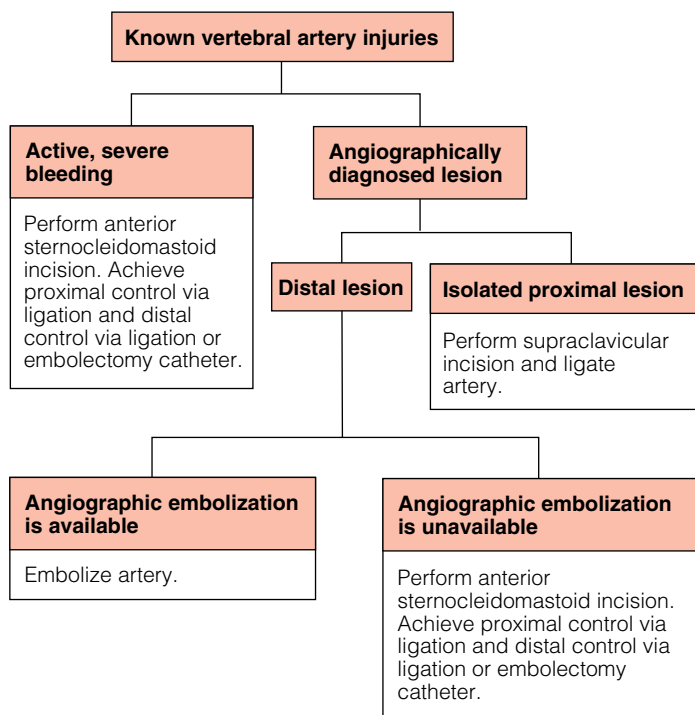 Known vertebral artery injuries
Active, severe
bleeding
Perform anterior
sternocleidomastoid
incision. Achieve
proximal control via
ligation and distal
control via ligation or
embolectomy catheter.
Angiographically
diagnosed lesion
Distal lesion
Isolated proximal lesion
Perform supraclavicular
incision and ligate
artery.
Angiographic embolization
is available
Embolize artery.
Angiographic embolization
is unavailable
Perform anterior
sternocleidomastoid incision.
Achieve proximal control via
ligation and distal control via
ligation or embolectomy
catheter.